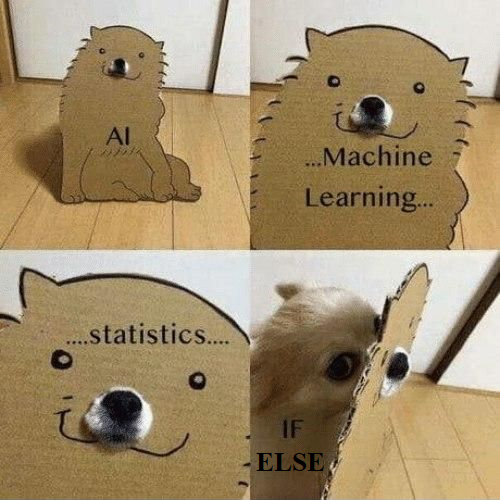 AI
...Machine
Learning...
....statistics....
IF
ELSE